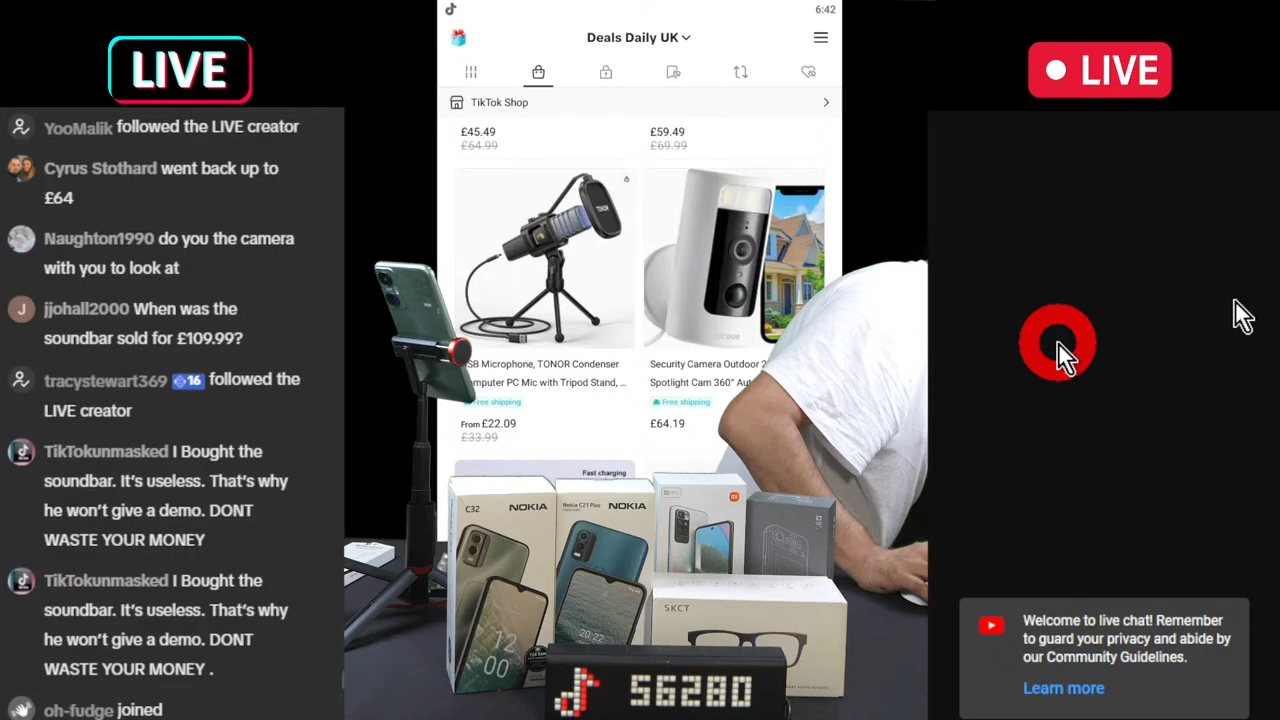 LIVE
YooMalik followed the LIVE creator
Cyrus Stothard went back up to
£64
Naughton1990 do you the camera
with you to look at
J jjohall2000 When was the
soundbar sold for £109.99?
tracystewart369 16 followed the
LIVE creator
TikTokunmasked I Bought the
soundbar. It's useless. That's why
he won't give a demo. DONT
WASTE YOUR MONEY
TikTokunmasked I Bought the
soundbar. It's useless. That's why
he won't give a demo. DONT
WASTE YOUR MONEY .
oh-fudge joined
6:42
Deals Daily UK
TikTok Shop
£45.49
£64.99
£59.49
£69.99
TONOR
SB Microphone, TONOR Condenser
omputer PC Mic with Tripod Stand, ...
Free shipping
From £22.09
£33.99
Security Camera Outdoor 2
Spotlight Cam 360° Aut
Free shipping
£64.19
Fast charging
C32 NOKIA
12
00
Nokia C21 Plus NOKIA
20:22
SKCT
56280
LIVE
Welcome to live chat! Remember
to guard your privacy and abide by
our Community Guidelines.
Learn more